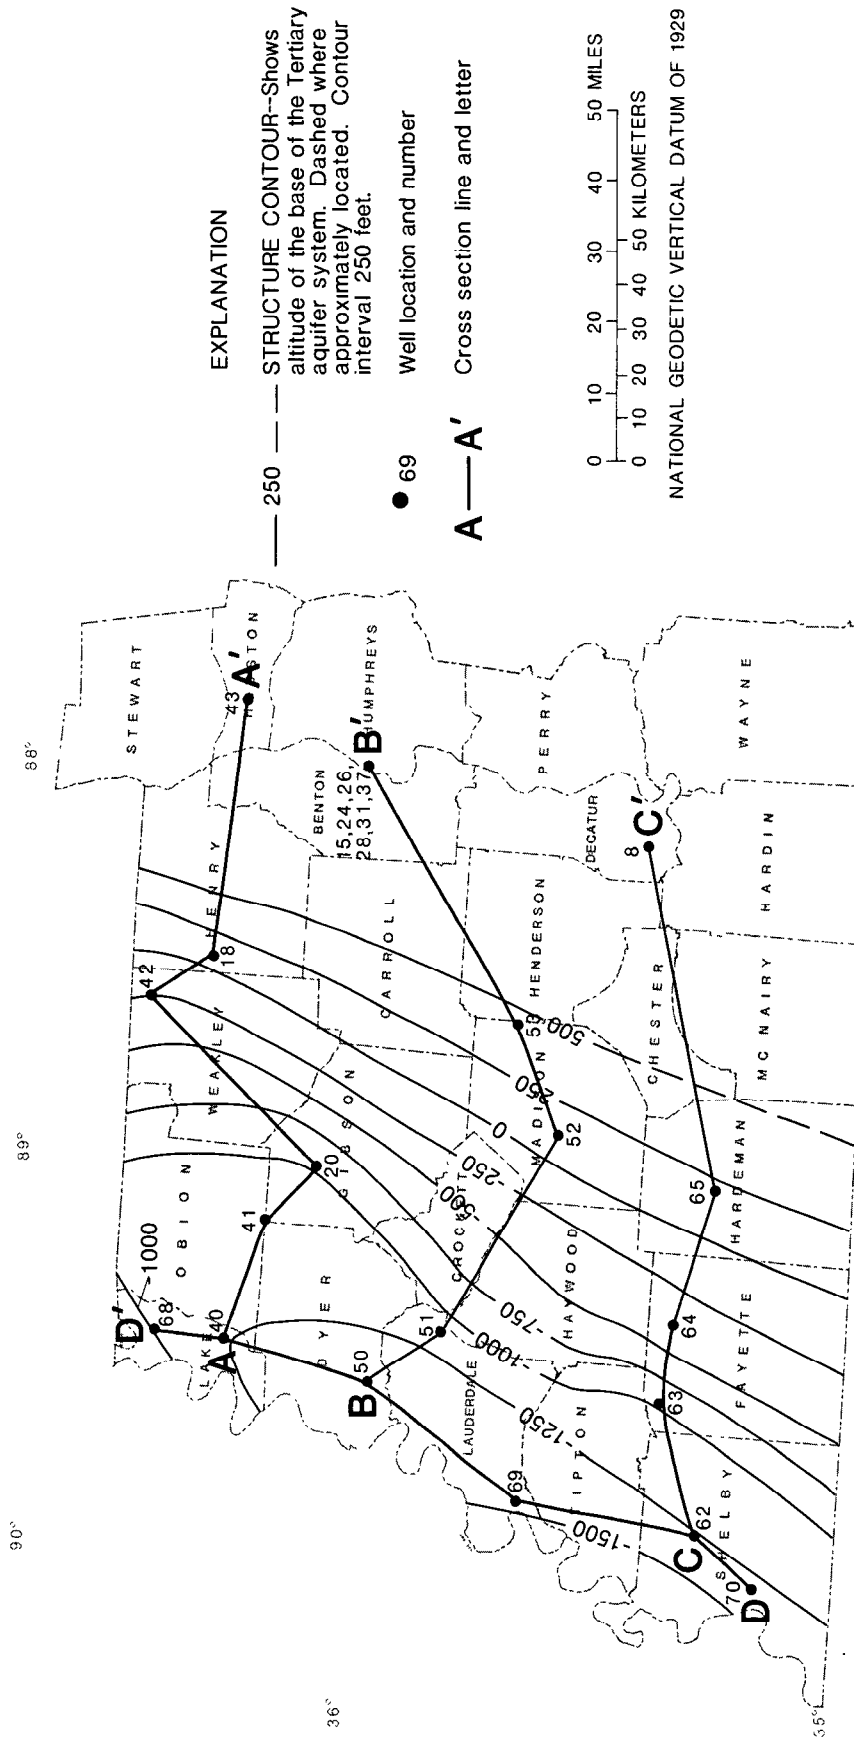 90°
89°
88°
36°
35°
D'
68
-1000
OBION
LAKE
A
40
41
42
WEAKLEY
HENRY
18
STEWART
43
A'
HOUSTON
DYER
20
GIBSON
CARROLL
BENTON
15,24,26,
28,31,37
B'
HUMPHREYS
B
50
51
CROCKETT
LAUDERDALE
69
TIPTON
HAYWOOD
52
MADISON
53
HENDERSON
DECATUR
PERRY
-1500
-1250
-1000
-750
-500
-250
0
250
500
CHESTER
8
C'
C
62
SHELBY
70
D
63
64
FAYETTE
65
HARDEMAN
MC NAIRY
HARDIN
WAYNE
EXPLANATION
250 STRUCTURE CONTOUR--Shows
altitude of the base of the Tertiary
aquifer system. Dashed where
approximately located. Contour
interval 250 feet.
69 Well location and number
A—A' Cross section line and letter
0 10 20 30 40 50 MILES
0 10 20 30 40 50 KILOMETERS
NATIONAL GEODETIC VERTICAL DATUM OF 1929